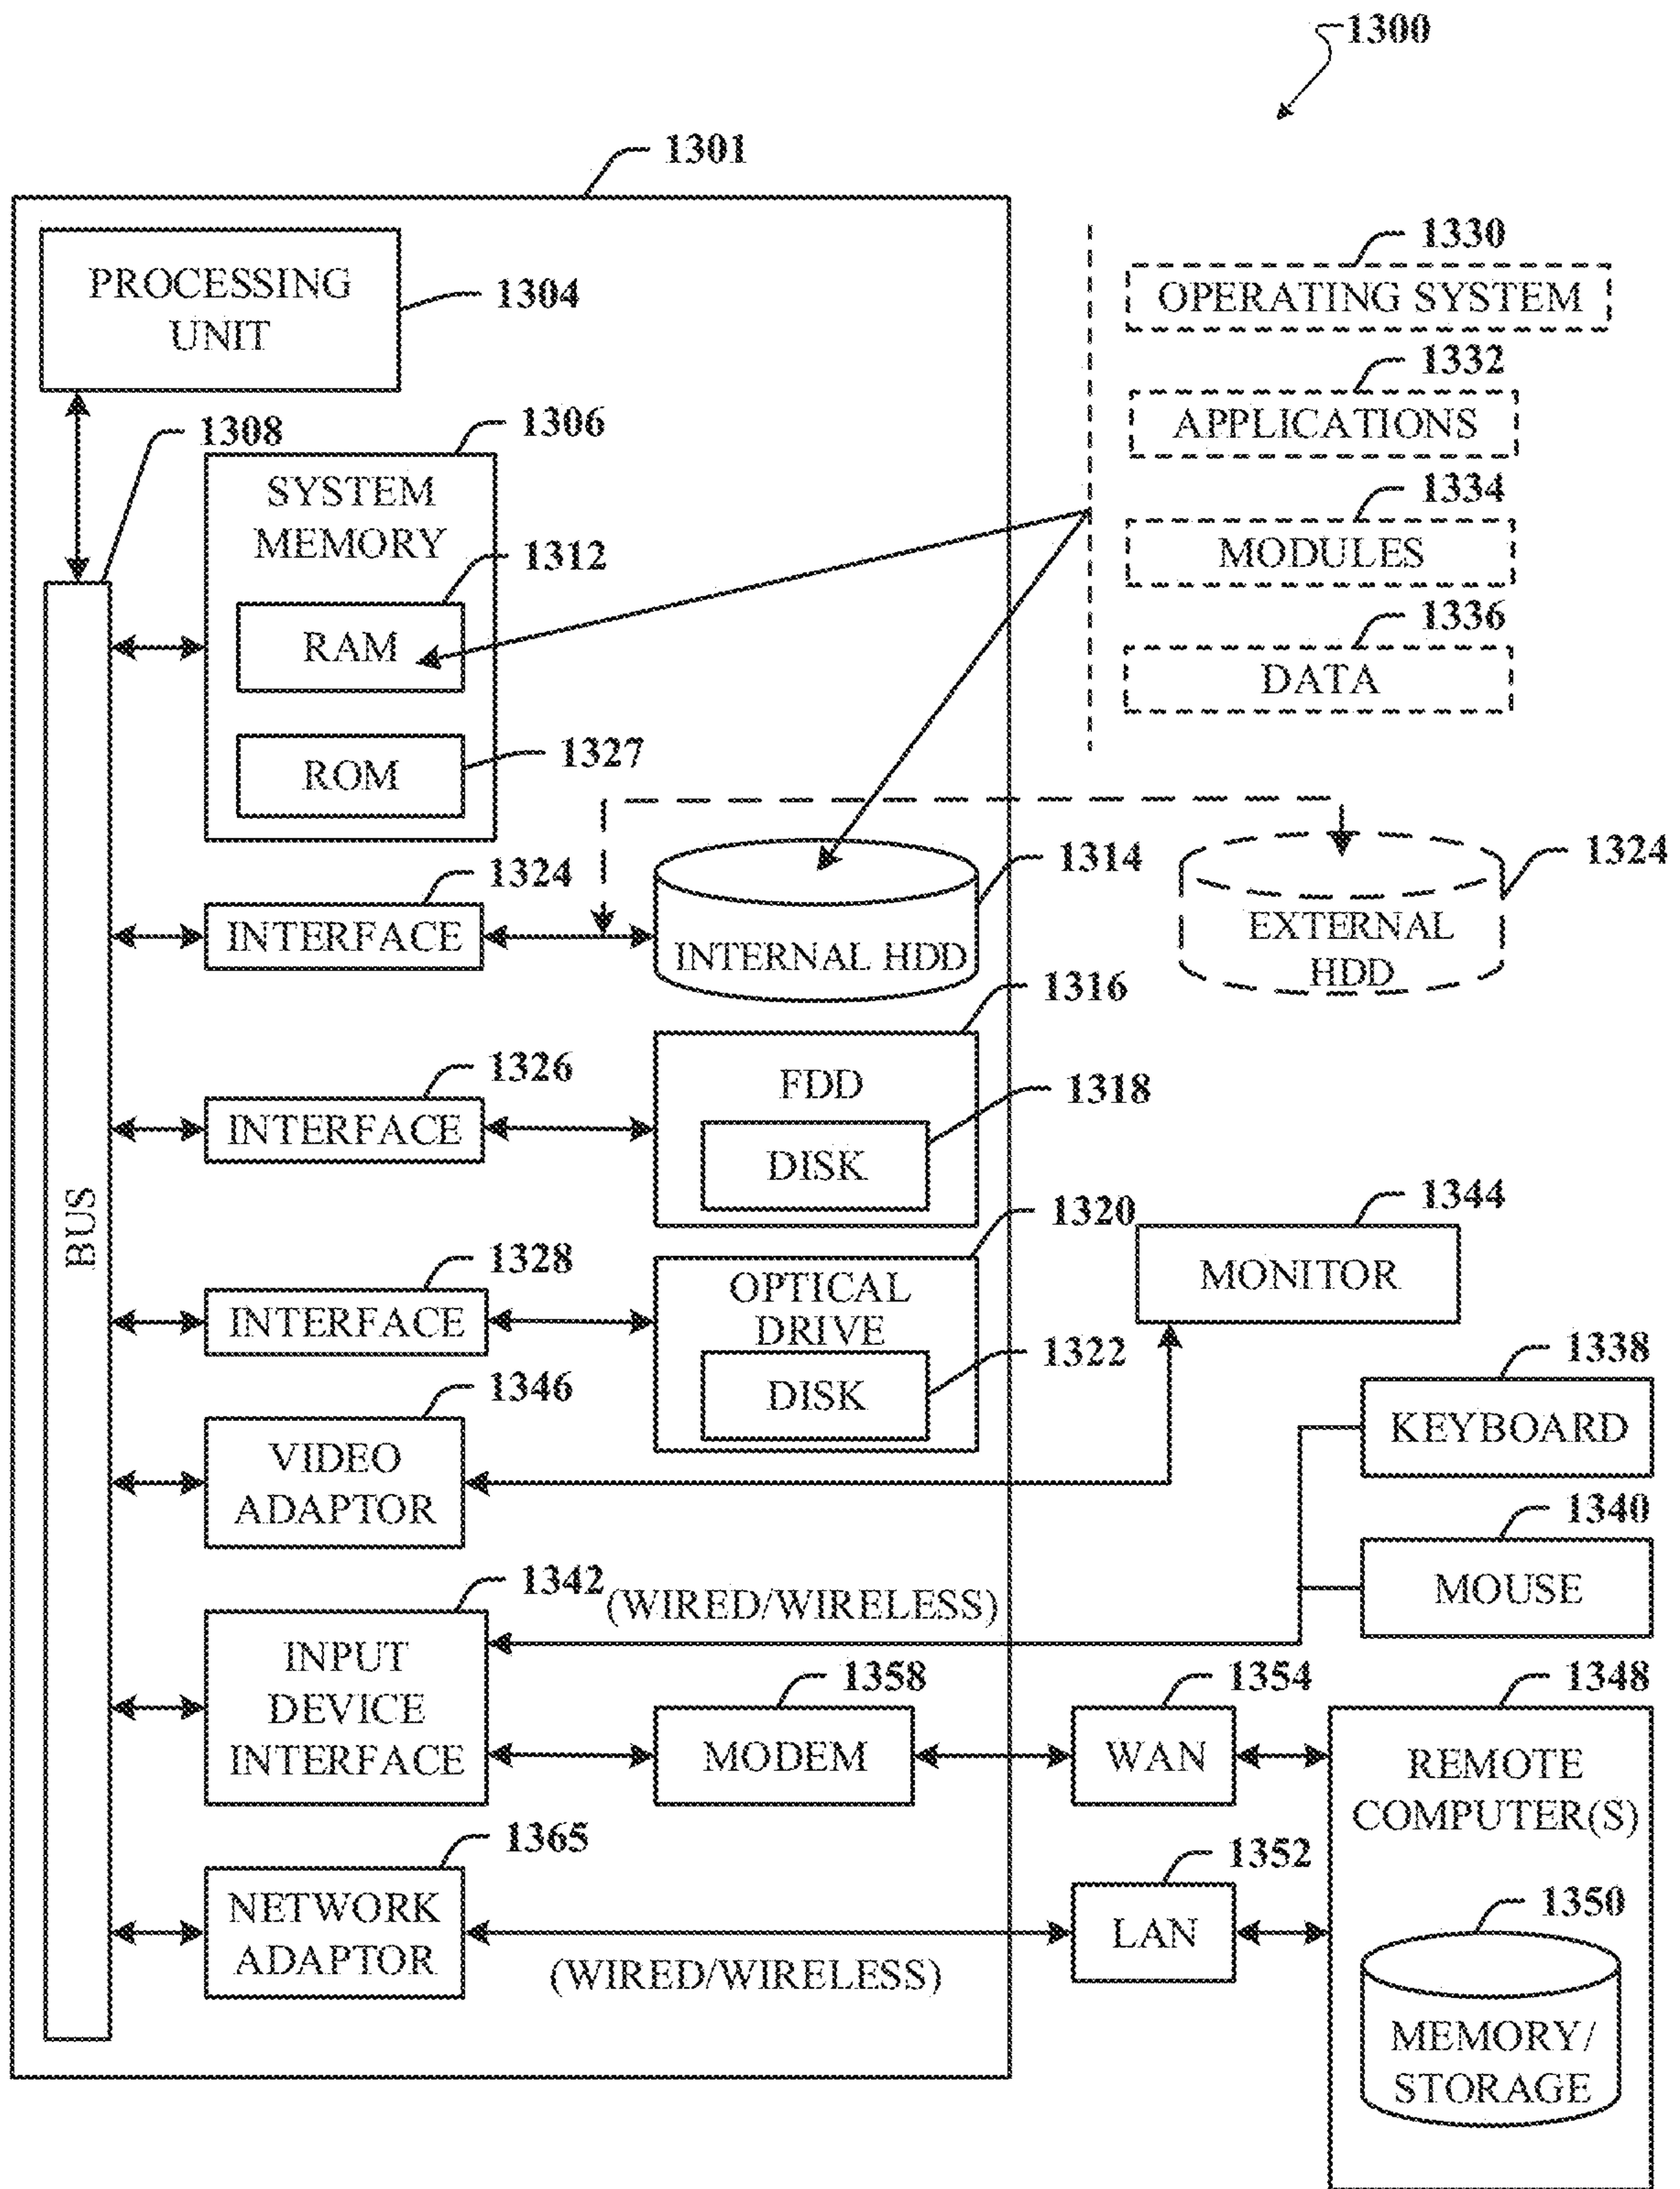 1300
1301
PROCESSING
UNIT
1304
1308
1306
SYSTEM
MEMORY
1312
RAM
ROM
1327
1330
OPERATING SYSTEM
1332
APPLICATIONS
1334
MODULES
1336
DATA
BUS
1324
INTERFACE
1314
INTERNAL HDD
1324
EXTERNAL
HDD
1316
1326
INTERFACE
FDD
1318
DISK
1320
1328
INTERFACE
OPTICAL
DRIVE
1322
DISK
1344
MONITOR
1346
VIDEO
ADAPTOR
1338
KEYBOARD
1340
MOUSE
1342
(WIRED/WIRELESS)
INPUT
DEVICE
INTERFACE
1358
MODEM
1354
WAN
1348
REMOTE
COMPUTER(S)
1365
NETWORK
ADAPTOR
(WIRED/WIRELESS)
1352
LAN
1350
MEMORY/
STORAGE